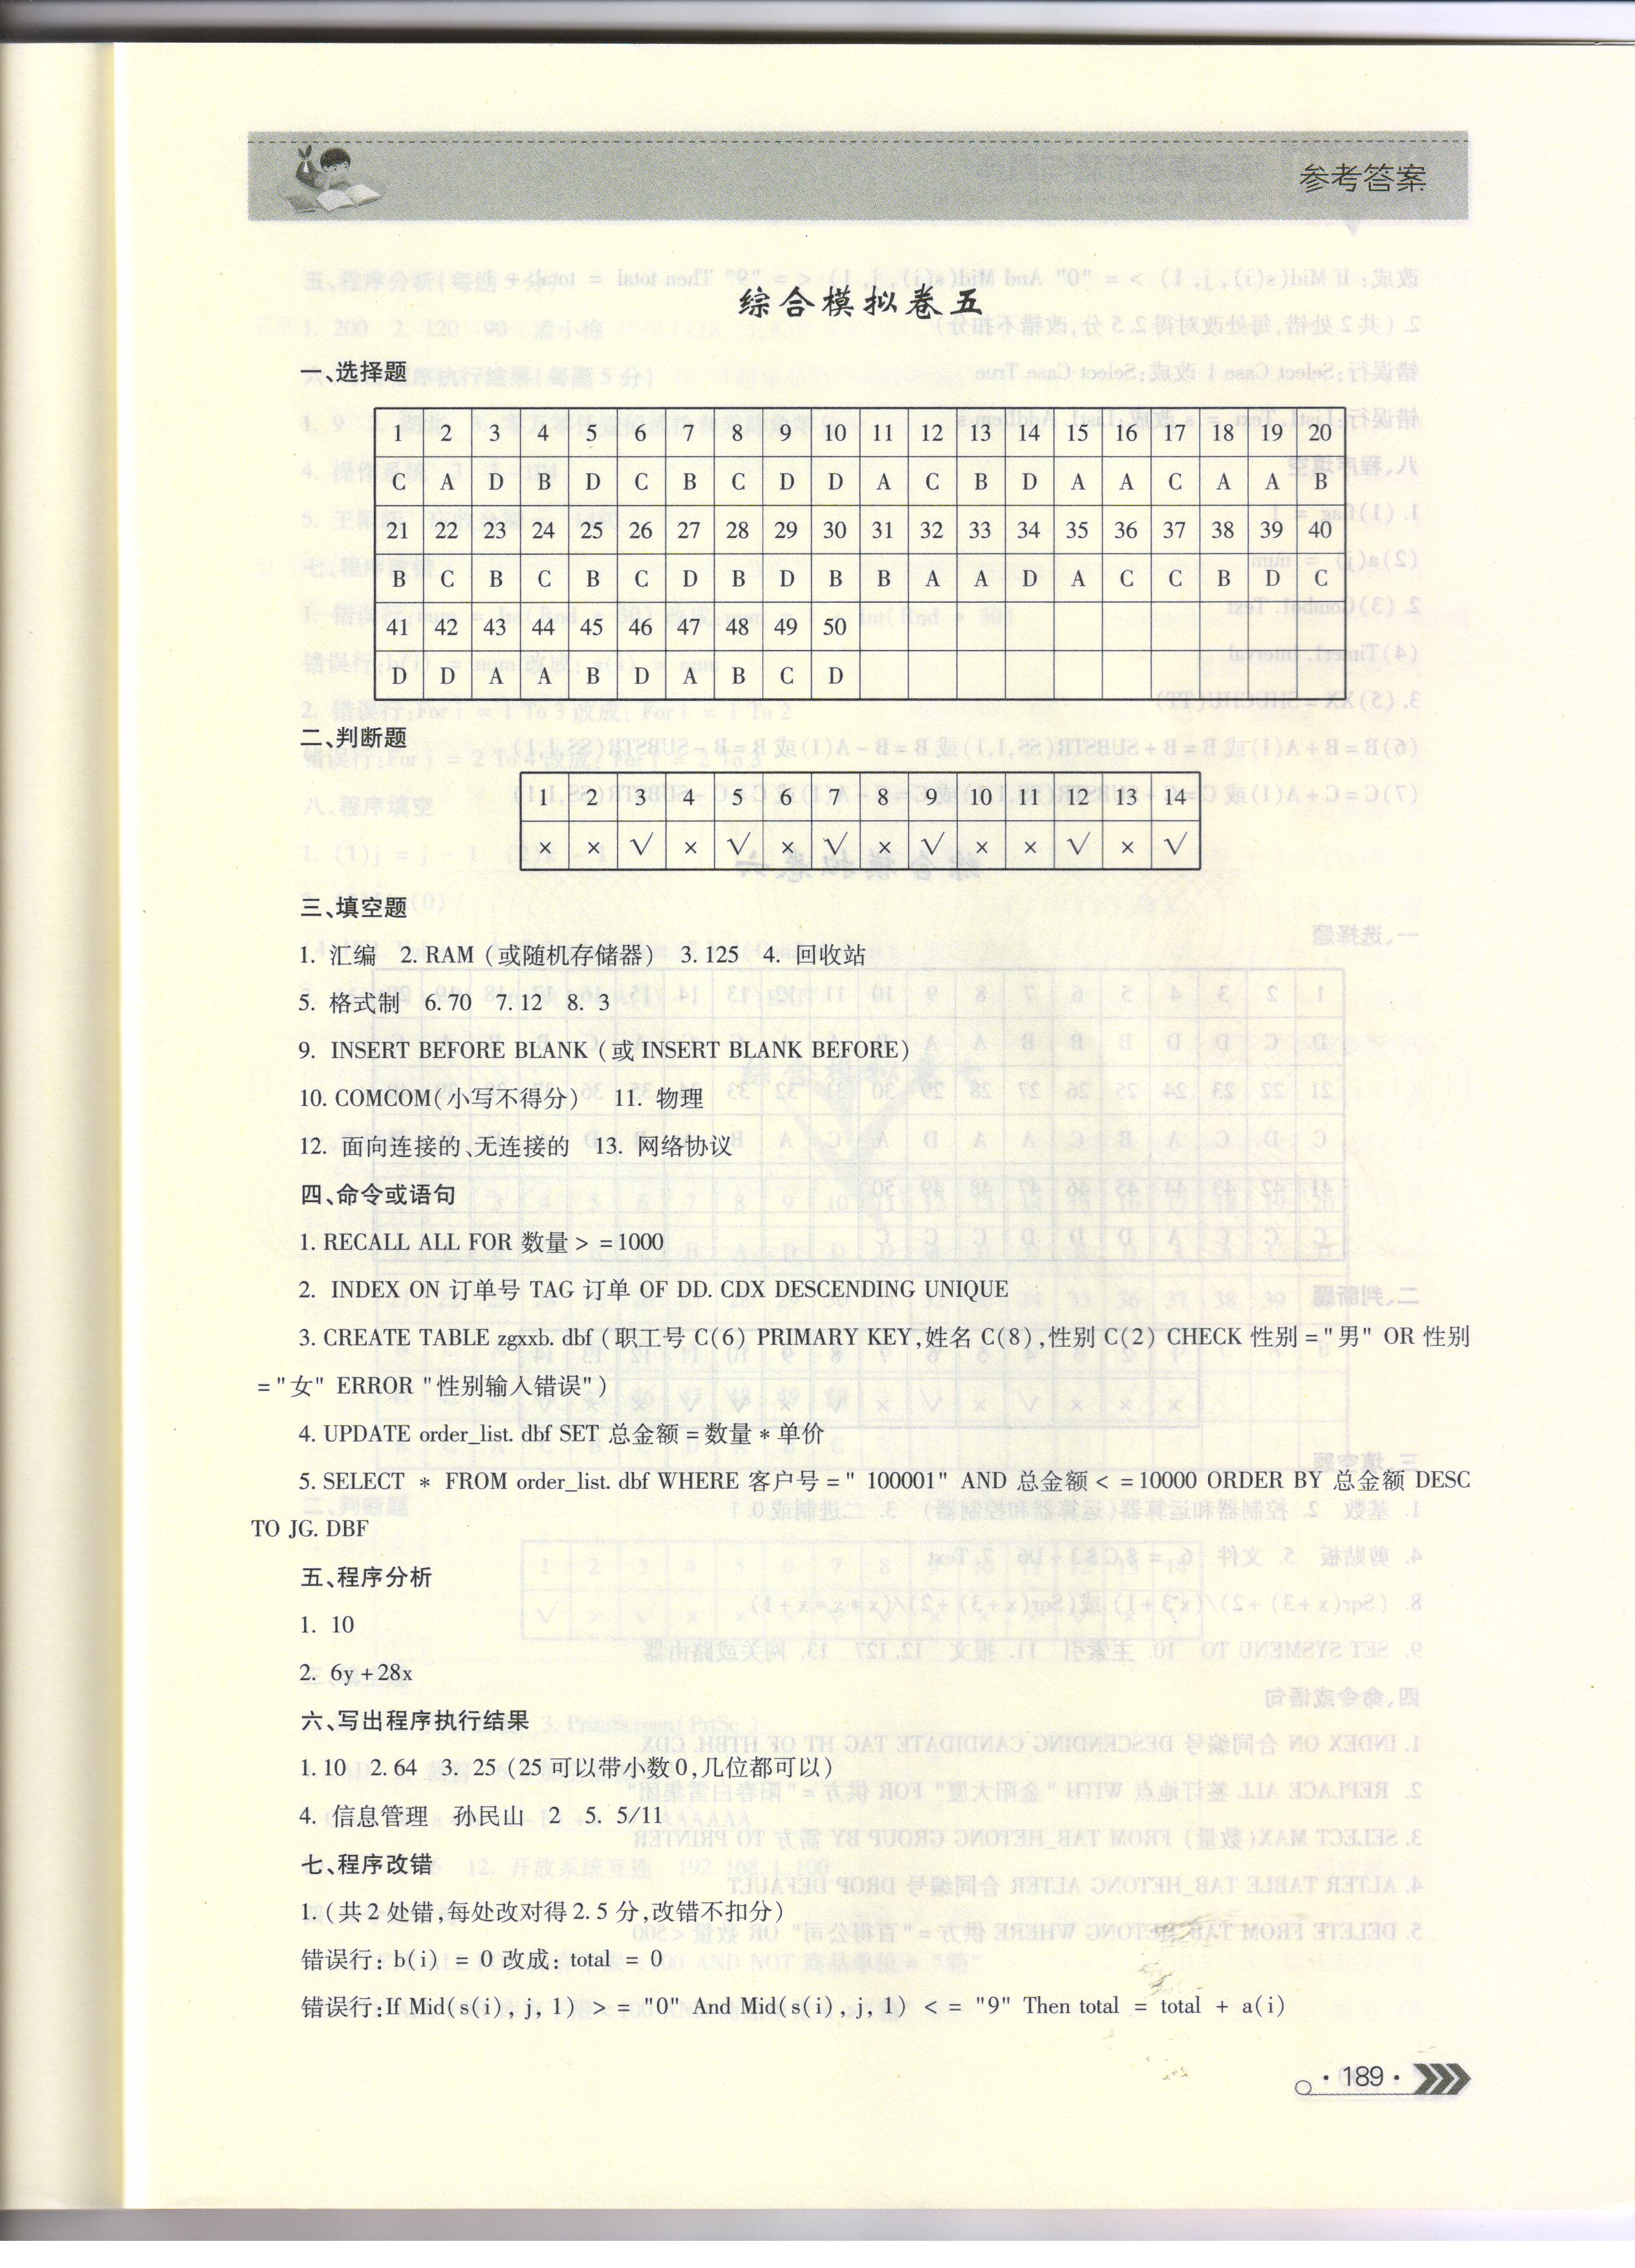 参考答案
综合模拟卷五
一、选择题
1 2 3 4 5 6 7 8 9 10 11 12 13 14 15 16 17 18 19 20
C A D B D C B C D D A C B D A A C A A B
21 22 23 24 25 26 27 28 29 30 31 32 33 34 35 36 37 38 39 40
B C B C B C D B D B B A A D A C C B D C
41 42 43 44 45 46 47 48 49 50
D D A A B D A B C D
二、判断题
1 2 3 4 5 6 7 8 9 10 11 12 13 14
× × √ × √ × √ × √ × × √ × √
三、填空题
1. 汇编 2. RAM (或随机存储器) 3. 125 4. 回收站
5. 格式制 6. 70 7. 12 8. 3
9. INSERT BEFORE BLANK (或 INSERT BLANK BEFORE)
10. COMCOM(小写不得分) 11. 物理
12. 面向连接的、无连接的 13. 网络协议
四、命令或语句
1. RECALL ALL FOR 数量 > =1000
2. INDEX ON 订单号 TAG 订单 OF DD. CDX DESCENDING UNIQUE
3. CREATE TABLE zgxxb. dbf (职工号 C(6) PRIMARY KEY,姓名 C(8),性别 C(2) CHECK 性别 ="男" OR 性别
="女" ERROR "性别输入错误")
4. UPDATE order_list. dbf SET 总金额 = 数量 * 单价
5. SELECT * FROM order_list. dbf WHERE 客户号 =" 100001" AND 总金额 < =10000 ORDER BY 总金额 DESC
TO JG. DBF
五、程序分析
1. 10
2. 6y +28x
六、写出程序执行结果
1. 10 2. 64 3. 25 (25 可以带小数 0,几位都可以)
4. 信息管理 孙民山 2 5. 5/11
七、程序改错
1. (共 2 处错,每处改对得 2. 5 分,改错不扣分)
错误行: b(i) = 0 改成: total = 0
错误行:If Mid(s(i), j, 1) > = "0" And Mid(s(i), j, 1) < = "9" Then total = total + a(i)
· 189 ·